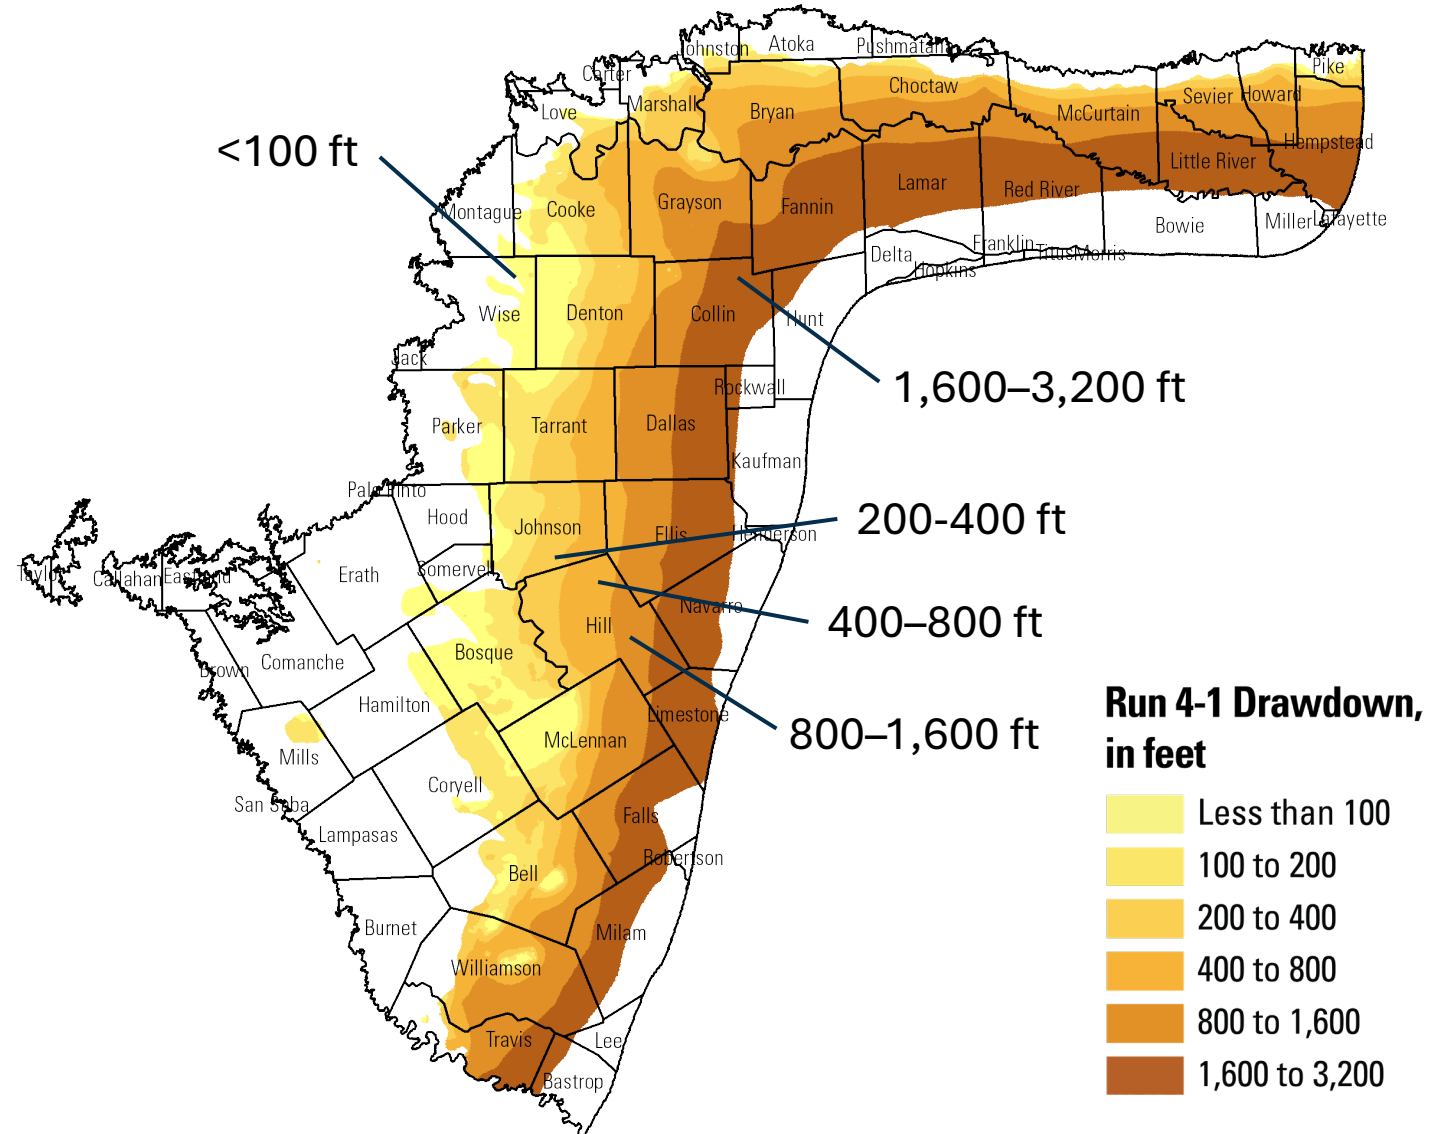 Johnston
Atoka
Pushmataha
Carter
Pike
Love
Marshall
Bryan
Choctaw
McCurtain
Sevier
Howard
Hempstead
<100 ft
Little River
Montague
Cooke
Grayson
Fannin
Lamar
Red River
Bowie
Miller
Lafayette
Delta
Franklin
Titus
Morris
Hopkins
Wise
Denton
Collin
Hunt
Jack
1,600–3,200 ft
Rockwall
Parker
Tarrant
Dallas
Kaufman
Palo Pinto
Hood
Johnson
Ellis
200-400 ft
Henderson
Taylor
Callahan
Eastland
Erath
Somervell
Navarro
400–800 ft
Hill
Bosque
Brown
Comanche
Hamilton
Limestone
800–1,600 ft
McLennan
Mills
Coryell
San Saba
Lampasas
Falls
Robertson
Bell
Burnet
Milam
Williamson
Travis
Lee
Bastrop
Run 4-1 Drawdown,
in feet
Less than 100
100 to 200
200 to 400
400 to 800
800 to 1,600
1,600 to 3,200